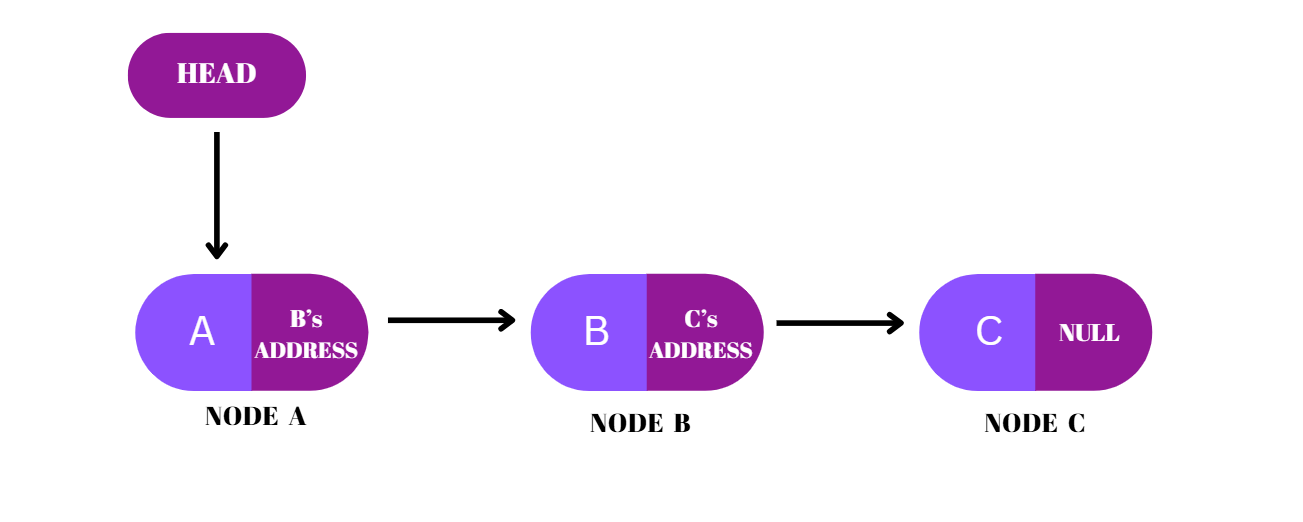 HEAD
A
B’s
ADDRESS
B
C’s
ADDRESS
C
NULL
NODE A
NODE B
NODE C